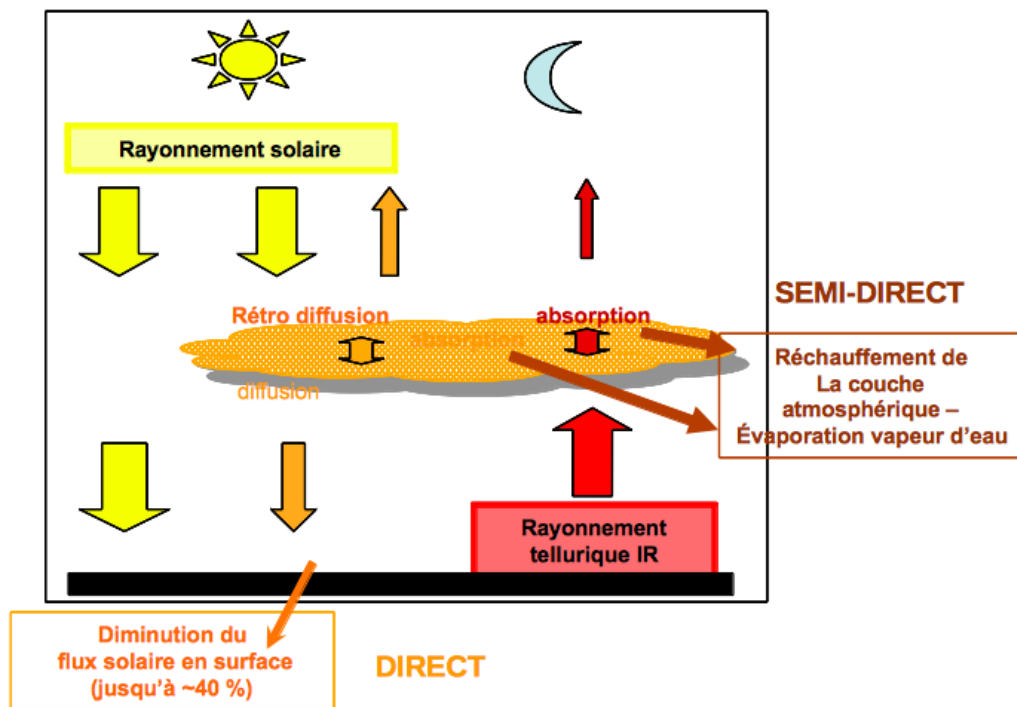 Rayonnement solaire
SEMI-DIRECT
Rétro diffusion
absorption
absorption
diffusion
Réchauffement de
La couche
atmosphérique –
Évaporation vapeur d'eau
Rayonnement
tellurique IR
Diminution du
flux solaire en surface
(jusqu'à ~40 %)
DIRECT